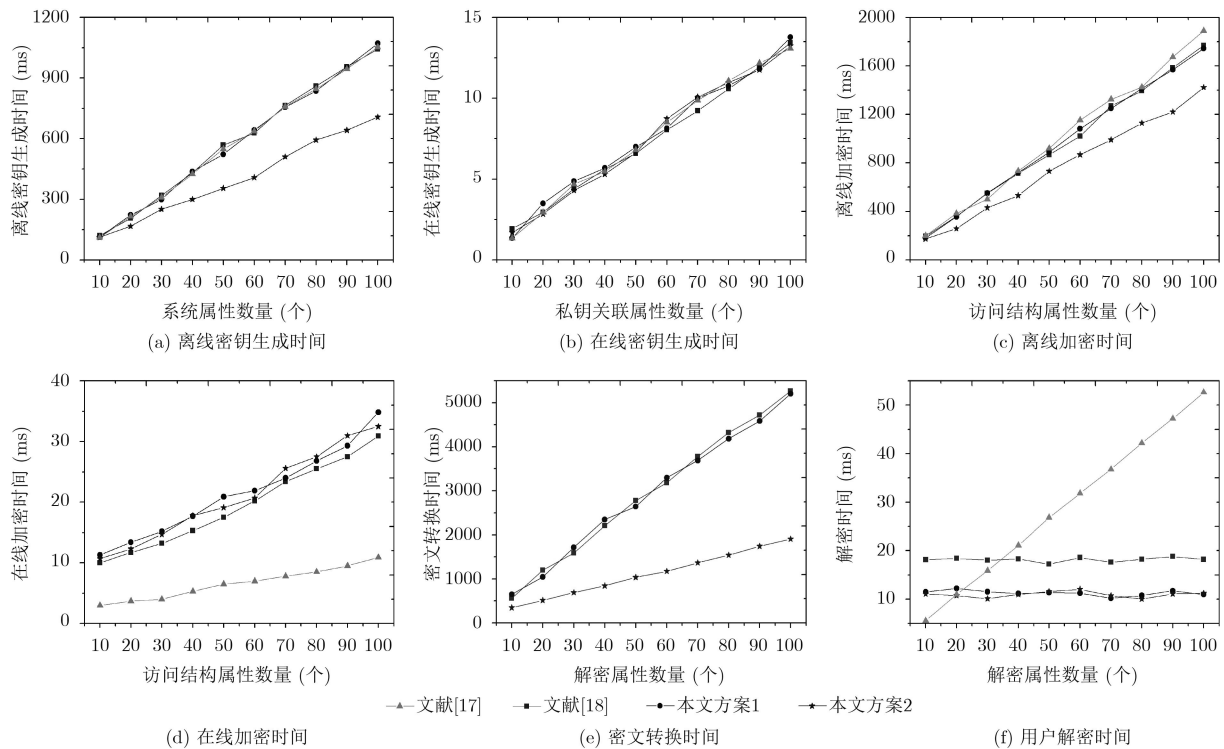 1200
900
600
300
0
离线密钥生成时间 (ms)
10 20 30 40 50 60 70 80 90 100
系统属性数量 (个)
(a) 离线密钥生成时间
15
10
5
0
在线密钥生成时间 (ms)
10 20 30 40 50 60 70 80 90 100
私钥关联属性数量 (个)
(b) 在线密钥生成时间
2000
1600
1200
800
400
0
离线加密时间 (ms)
10 20 30 40 50 60 70 80 90 100
访问结构属性数量 (个)
(c) 离线加密时间
40
30
20
10
0
在线加密时间 (ms)
10 20 30 40 50 60 70 80 90 100
访问结构属性数量 (个)
5000
4000
3000
2000
1000
0
密文转换时间 (ms)
10 20 30 40 50 60 70 80 90 100
解密属性数量 (个)
50
40
30
20
10
解密时间 (ms)
10 20 30 40 50 60 70 80 90 100
解密属性数量 (个)
文献[17] 文献[18] 本文方案1 本文方案2
(d) 在线加密时间
(e) 密文转换时间
(f) 用户解密时间